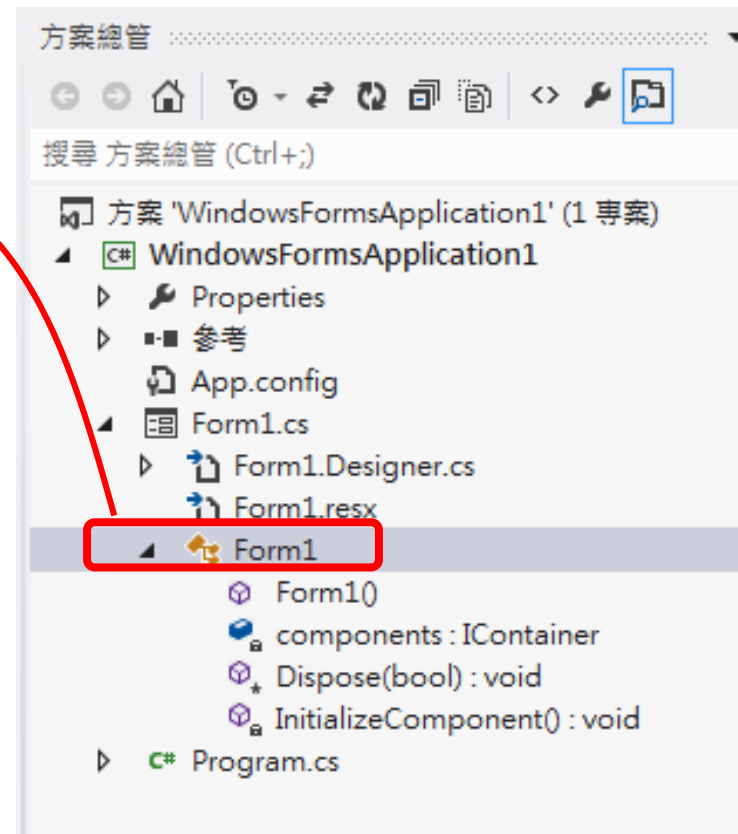 方案總管
搜尋 方案總管 (Ctrl+;)
方案 'WindowsFormsApplication1' (1 專案)
C# WindowsFormsApplication1
Properties
參考
App.config
Form1.cs
Form1.Designer.cs
Form1.resx
Form1
Form1()
components : IContainer
Dispose(bool) : void
InitializeComponent() : void
C# Program.cs